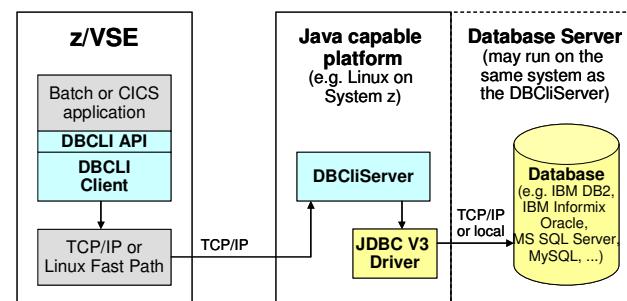 z/VSE
Batch or CICS
application
DBCLI API
DBCLI
Client
TCP/IP or
Linux Fast Path
TCP/IP
Java capable
platform
(e.g. Linux on
System z)
DBCliServer
JDBC V3
Driver
TCP/IP
or local
Database Server
(may run on the
same system as
the DBCliServer)
Database
(e.g. IBM DB2,
IBM Informix
Oracle,
MS SQL Server,
MySQL, ...)